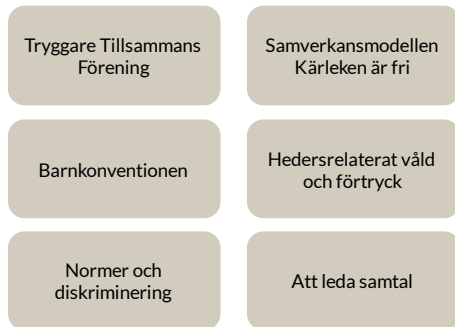 Tryggare Tillsammans
Förening
Samverkansmodellen
Kärleken är fri
Barnkonventionen
Hedersrelaterat våld
och förtryck
Normer och
diskriminering
Att leda samtal